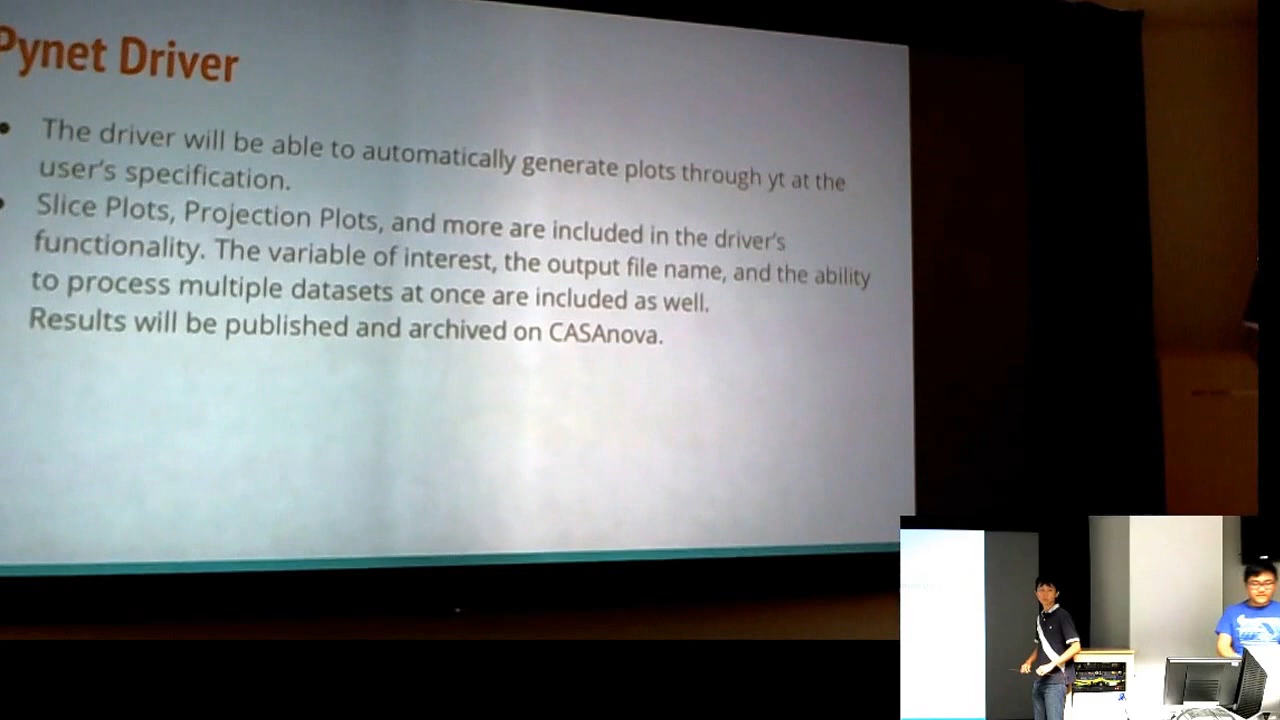 Pynet Driver
The driver will be able to automatically generate plots through yt at the
user's specification.
Slice Plots, Projection Plots, and more are included in the driver's
functionality. The variable of interest, the output file name, and the ability
to process multiple datasets at once are included as well.
Results will be published and archived on CASAnova.